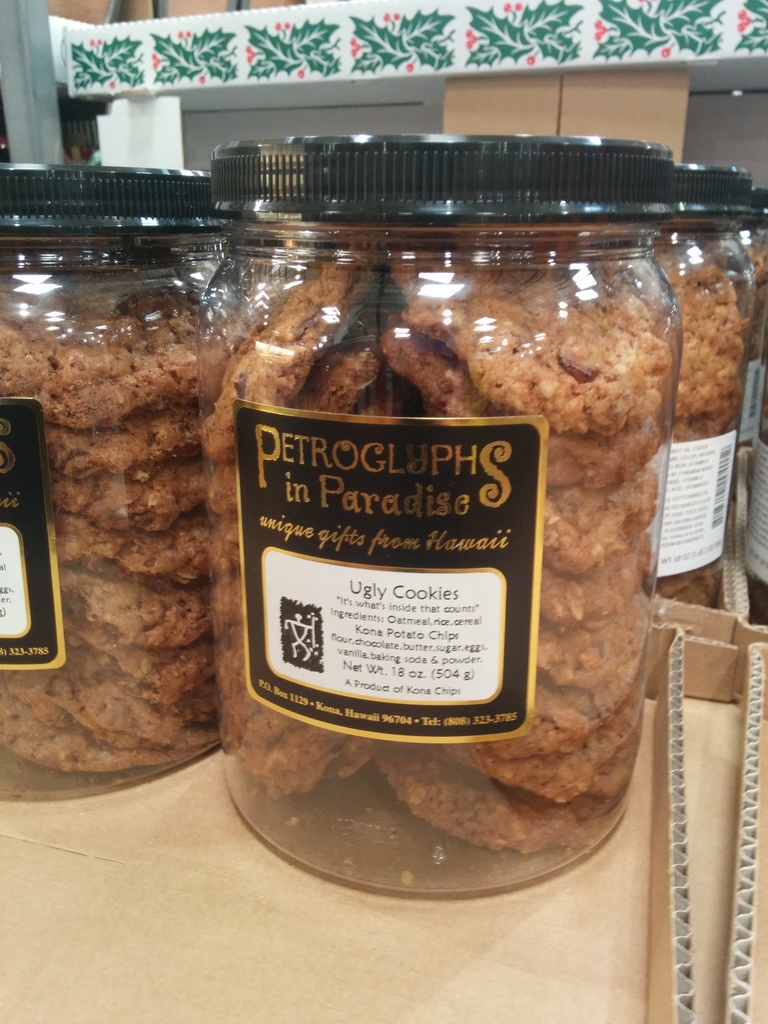 PETROGLYPHS
in Paradise
unique gifts from Hawaii
Ugly Cookies
"It's what's inside that counts"
Ingredients: Oatmeal, rice, cereal
Kona Potato Chips
flour, chocolate, butter, sugar, eggs,
vanilla, baking soda & powder.
Net Wt. 18 oz. (504 g)
A Product of Kona Chips
P.O. Box 1129 • Kona, Hawaii 96704 • Tel: (808) 323-3785
323-3785